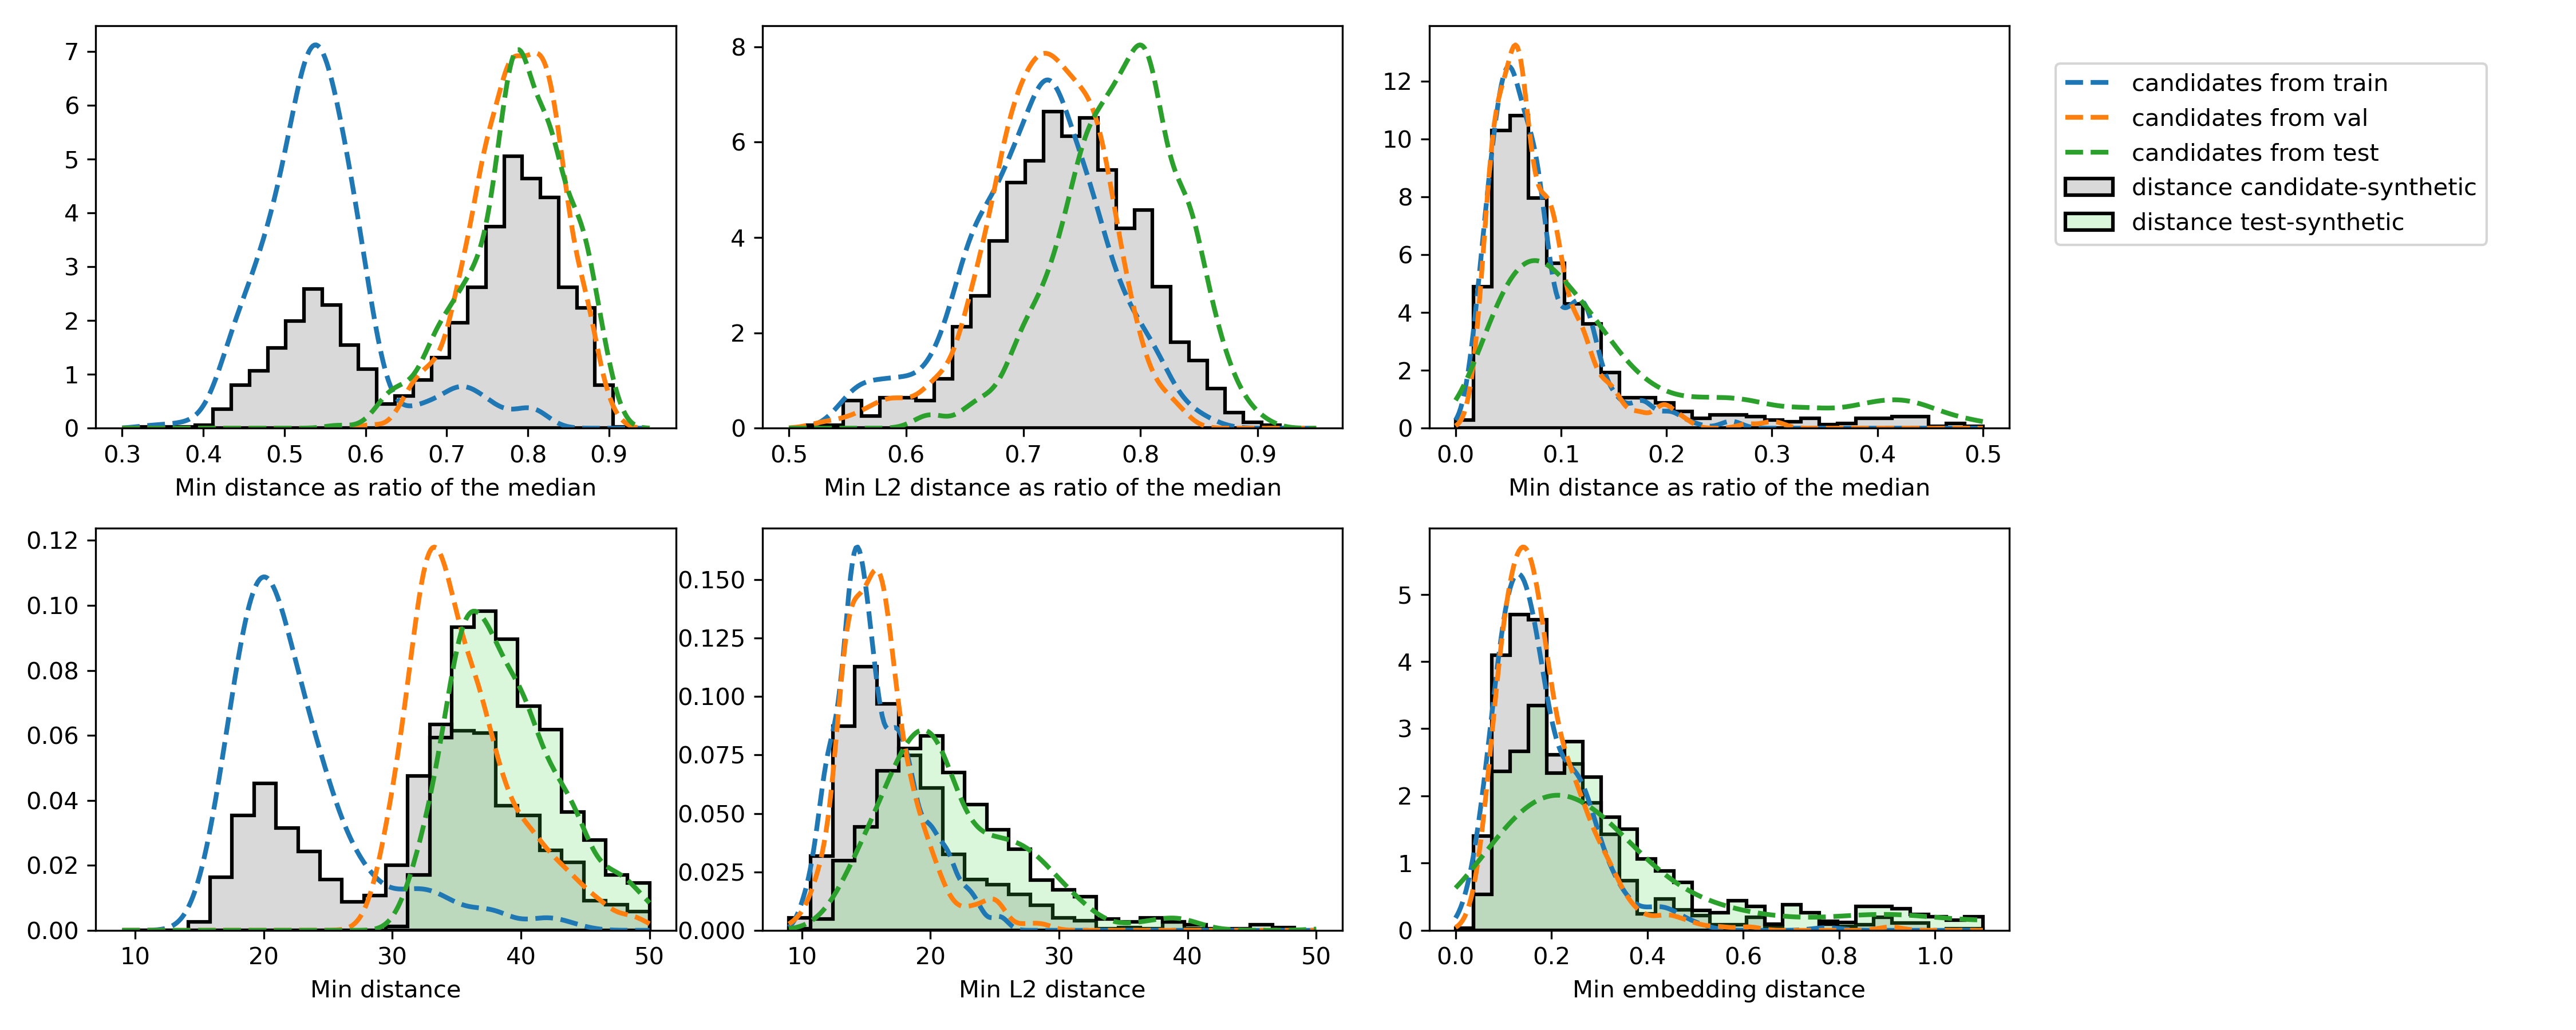 7
6
5
4
3
2
1
0
0.3 0.4 0.5 0.6 0.7 0.8 0.9
Min distance as ratio of the median
8
6
4
2
0
0.5 0.6 0.7 0.8 0.9
Min L2 distance as ratio of the median
12
10
8
6
4
2
0
0.0 0.1 0.2 0.3 0.4 0.5
Min distance as ratio of the median
candidates from train
candidates from val
candidates from test
distance candidate-synthetic
distance test-synthetic
0.12
0.10
0.08
0.06
0.04
0.02
0.00
10 20 30 40 50
Min distance
0.150
0.125
0.100
0.075
0.050
0.025
0.000
10 20 30 40 50
Min L2 distance
5
4
3
2
1
0
0.0 0.2 0.4 0.6 0.8 1.0
Min embedding distance